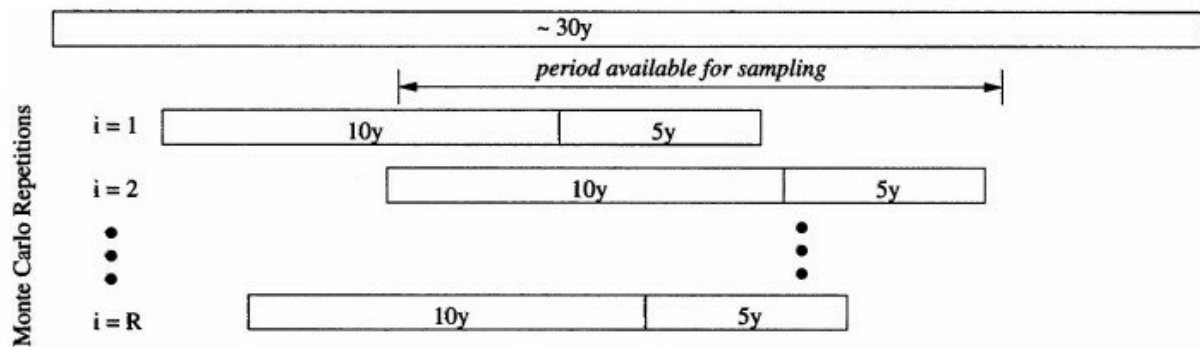 ~ 30y
period available for sampling
Monte Carlo Repetitions
i = 1
10y 5y
i = 2
10y 5y
i = R
10y 5y